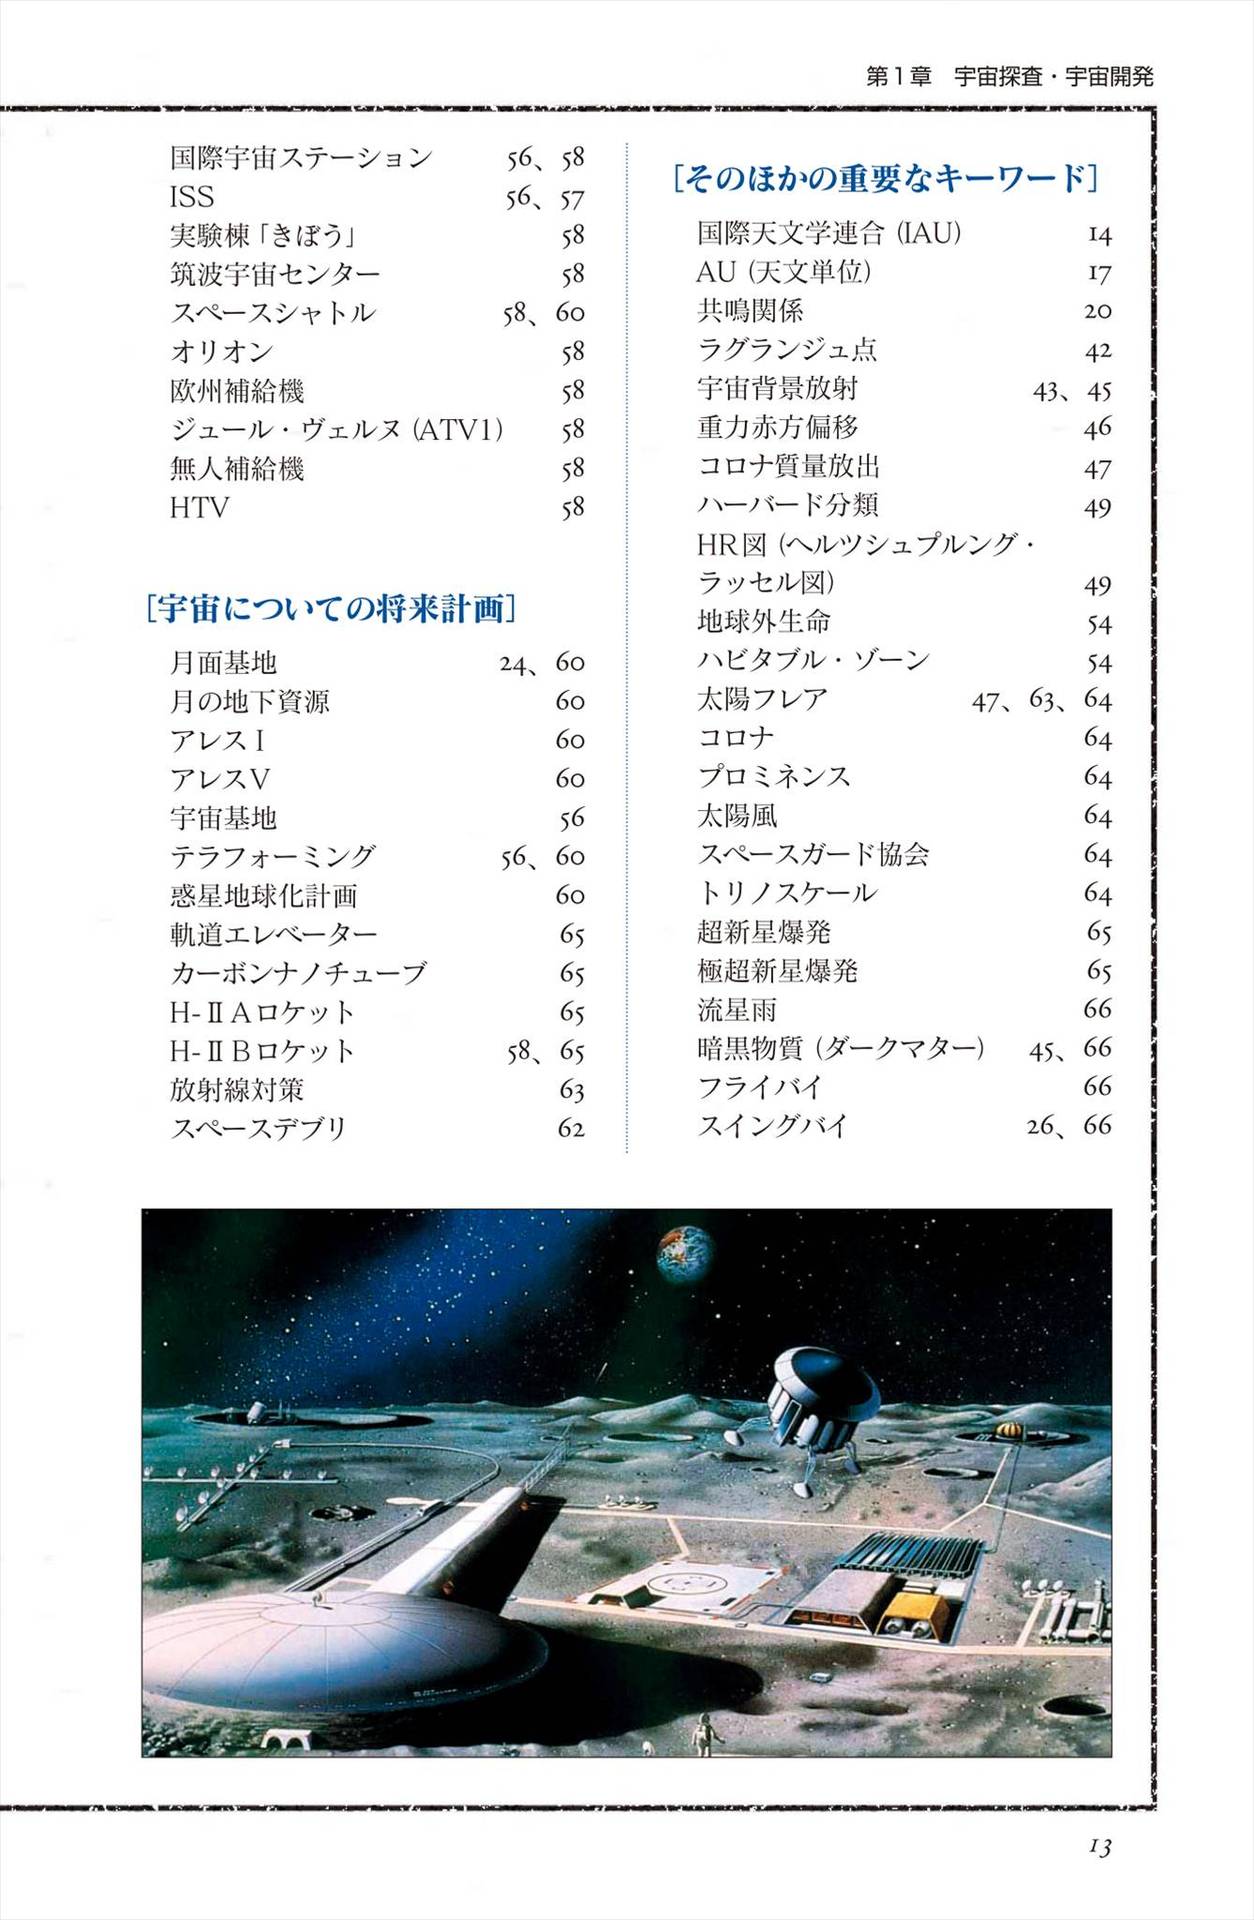 第1章　宇宙探査・宇宙開発
国際宇宙ステーション 56、58
ISS 56、57
実験棟「きぼう」 58
筑波宇宙センター 58
スペースシャトル 58、60
オリオン 58
欧州補給機 58
ジュール・ヴェルヌ（ATV1） 58
無人補給機 58
HTV 58
［宇宙についての将来計画］
月面基地 24、60
月の地下資源 60
アレスⅠ 60
アレスⅤ 60
宇宙基地 56
テラフォーミング 56、60
惑星地球化計画 60
軌道エレベーター 65
カーボンナノチューブ 65
H-ⅡAロケット 65
H-ⅡBロケット 58、65
放射線対策 63
スペースデブリ 62
［そのほかの重要なキーワード］
国際天文学連合（IAU） 14
AU（天文単位） 17
共鳴関係 20
ラグランジュ点 42
宇宙背景放射 43、45
重力赤方偏移 46
コロナ質量放出 47
ハーバード分類 49
HR図（ヘルツシュプルング・
ラッセル図） 49
地球外生命 54
ハビタブル・ゾーン 54
太陽フレア 47、63、64
コロナ 64
プロミネンス 64
太陽風 64
スペースガード協会 64
トリノスケール 64
超新星爆発 65
極超新星爆発 65
流星雨 66
暗黒物質（ダークマター） 45、66
フライバイ 66
スイングバイ 26、66
13